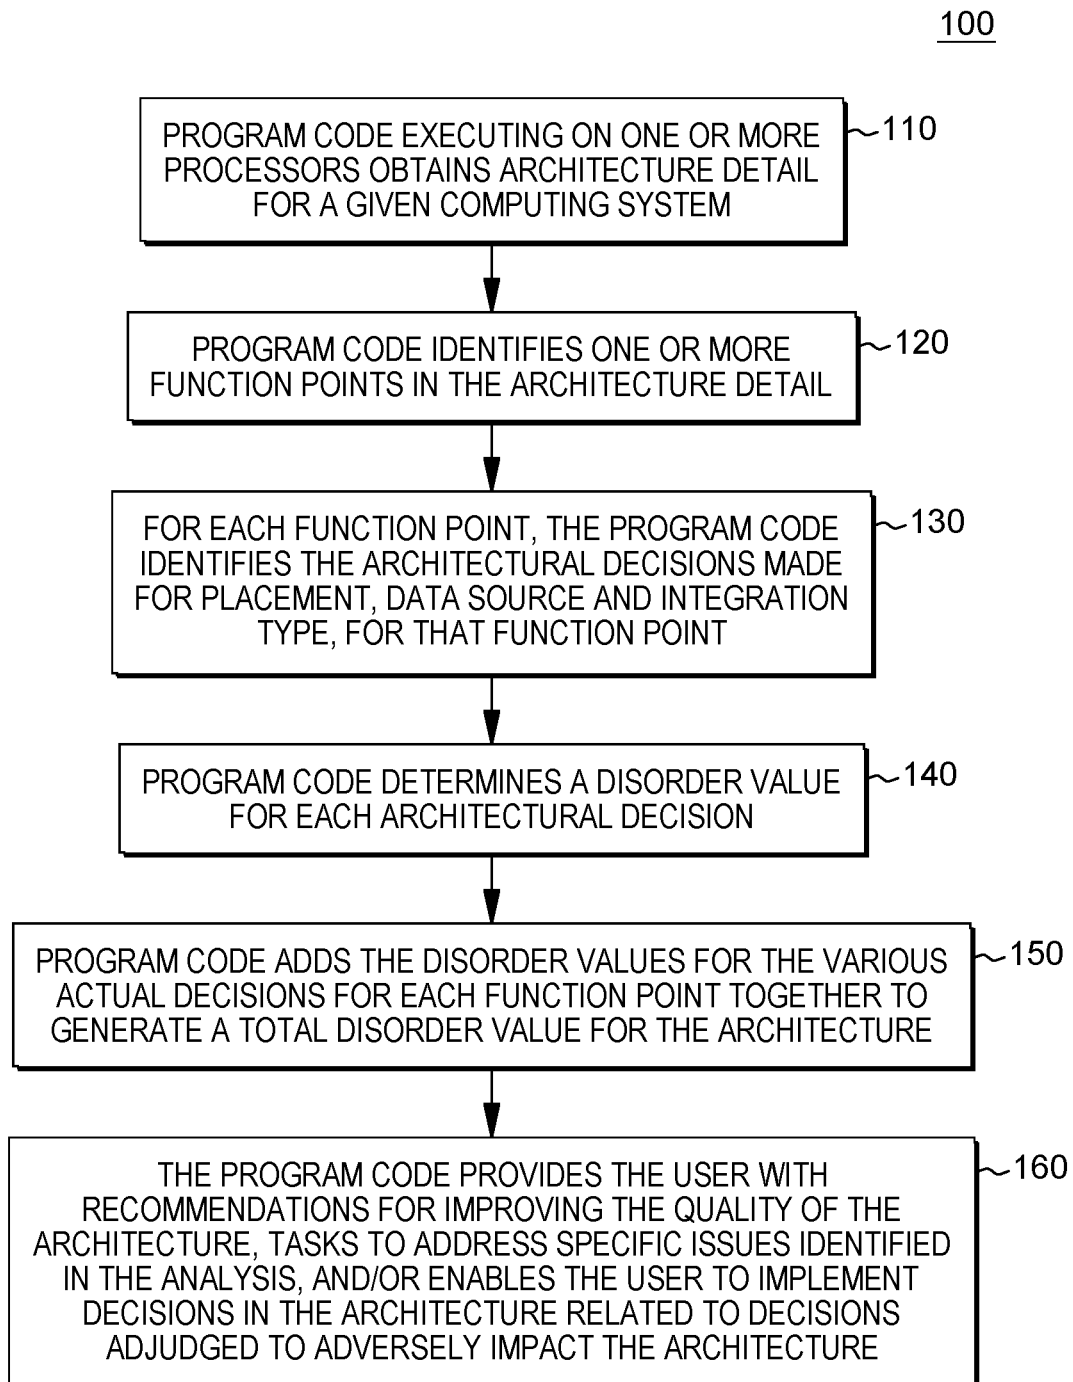 100
PROGRAM CODE EXECUTING ON ONE OR MORE
PROCESSORS OBTAINS ARCHITECTURE DETAIL
FOR A GIVEN COMPUTING SYSTEM
110
PROGRAM CODE IDENTIFIES ONE OR MORE
FUNCTION POINTS IN THE ARCHITECTURE DETAIL
120
FOR EACH FUNCTION POINT, THE PROGRAM CODE
IDENTIFIES THE ARCHITECTURAL DECISIONS MADE
FOR PLACEMENT, DATA SOURCE AND INTEGRATION
TYPE, FOR THAT FUNCTION POINT
130
PROGRAM CODE DETERMINES A DISORDER VALUE
FOR EACH ARCHITECTURAL DECISION
140
PROGRAM CODE ADDS THE DISORDER VALUES FOR THE VARIOUS
ACTUAL DECISIONS FOR EACH FUNCTION POINT TOGETHER TO
GENERATE A TOTAL DISORDER VALUE FOR THE ARCHITECTURE
150
THE PROGRAM CODE PROVIDES THE USER WITH
RECOMMENDATIONS FOR IMPROVING THE QUALITY OF THE
ARCHITECTURE, TASKS TO ADDRESS SPECIFIC ISSUES IDENTIFIED
IN THE ANALYSIS, AND/OR ENABLES THE USER TO IMPLEMENT
DECISIONS IN THE ARCHITECTURE RELATED TO DECISIONS
ADJUDGED TO ADVERSELY IMPACT THE ARCHITECTURE
160